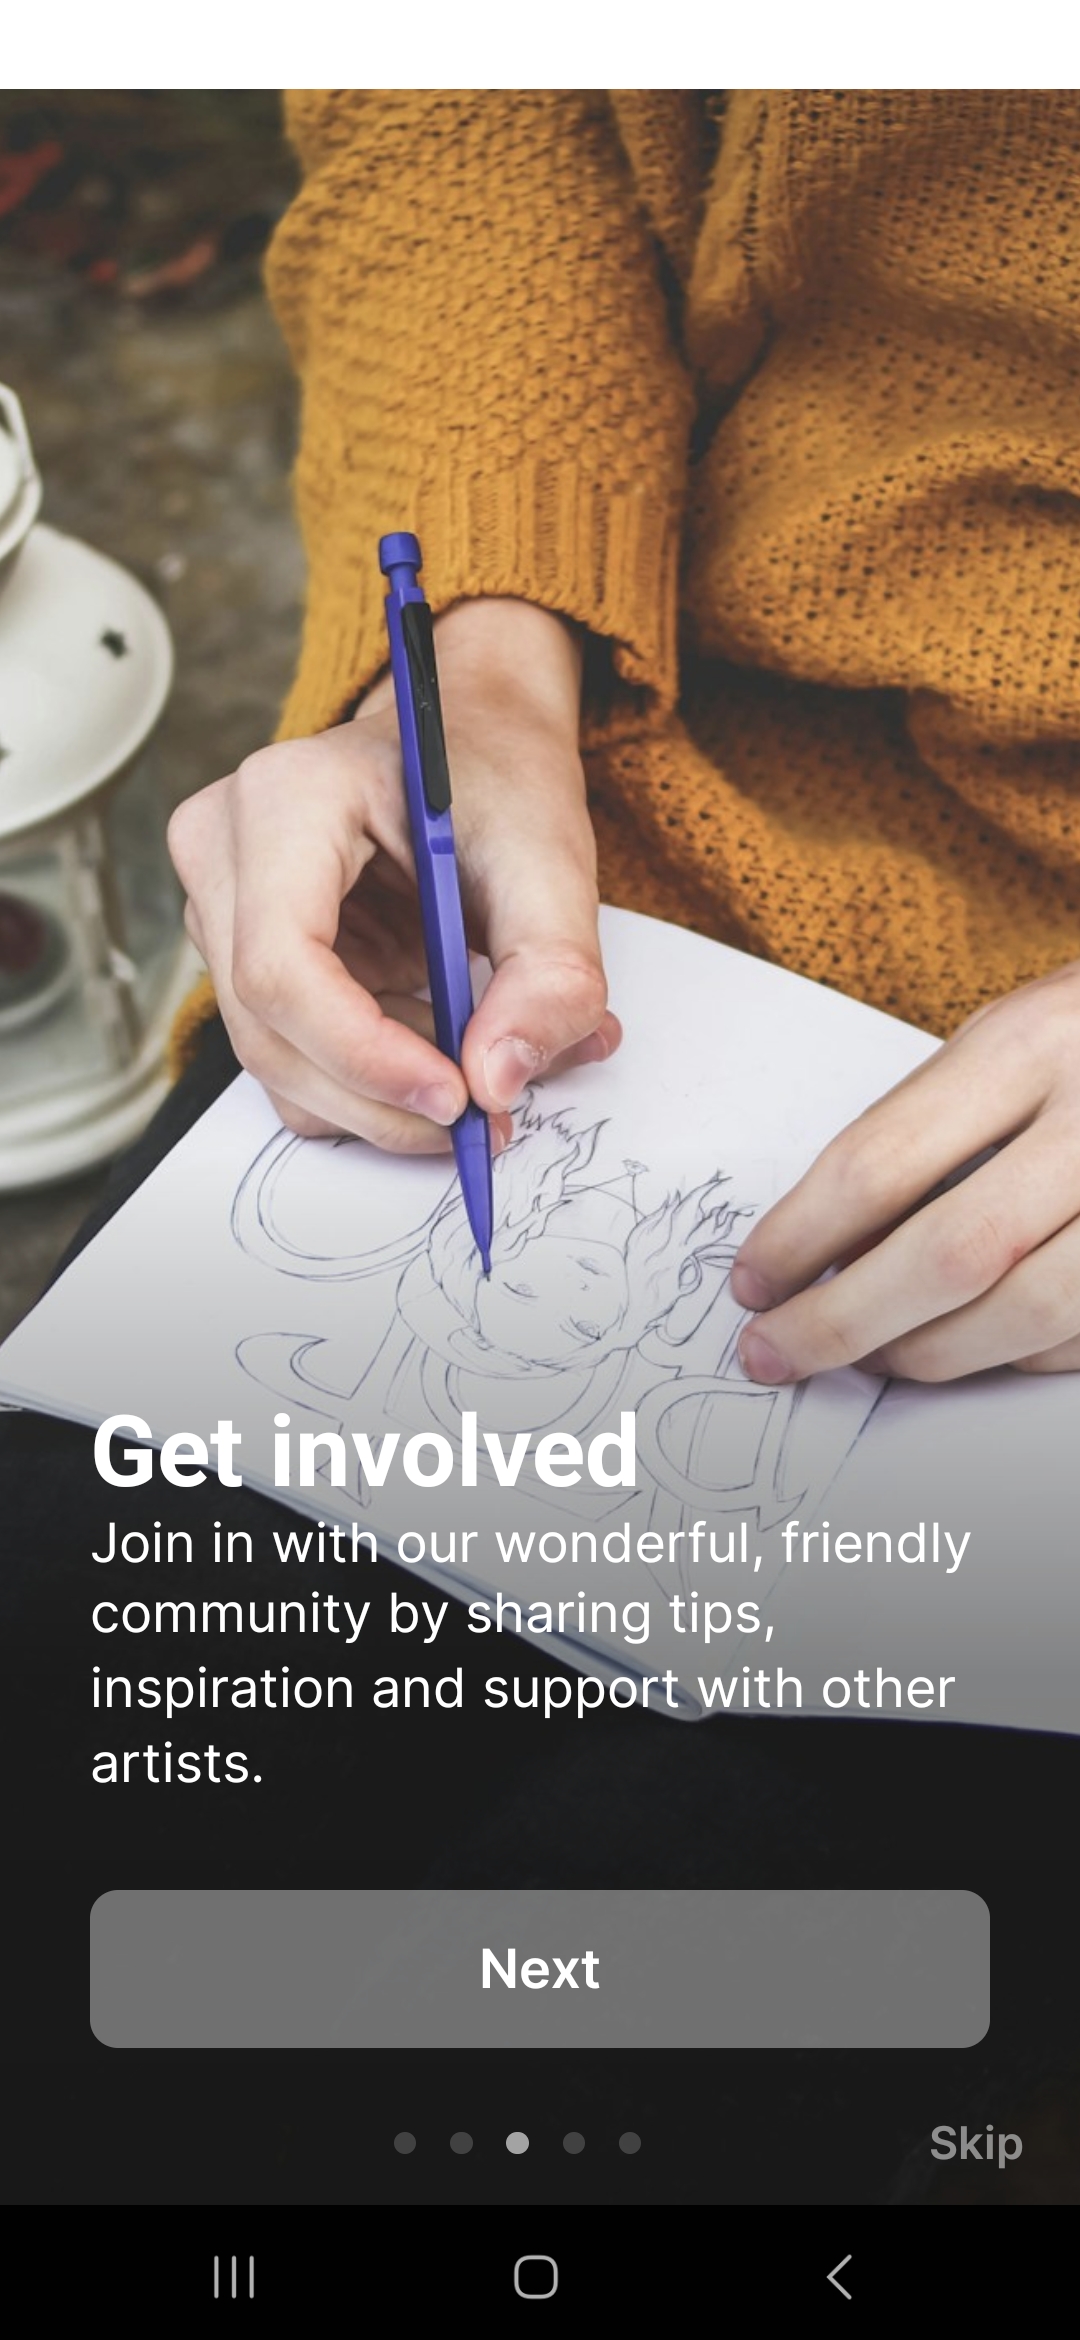 Get involved
Join in with our wonderful, friendly
community by sharing tips,
inspiration and support with other
artists.
Next
Skip